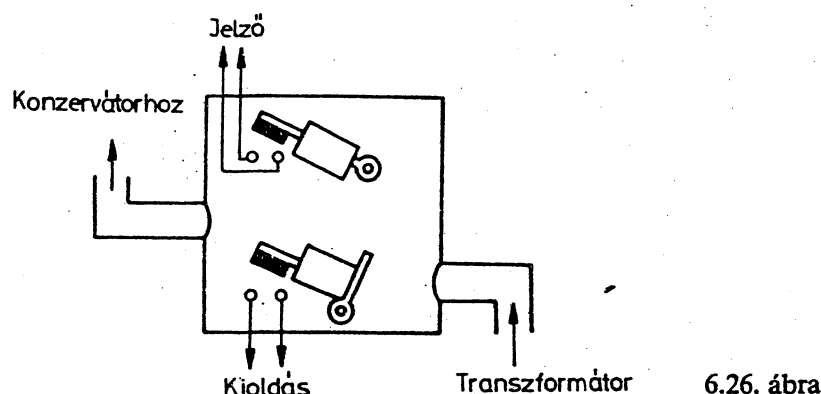 Jelző
Konzervátorhoz
Kioldás
Transzformátor
6.26. ábra